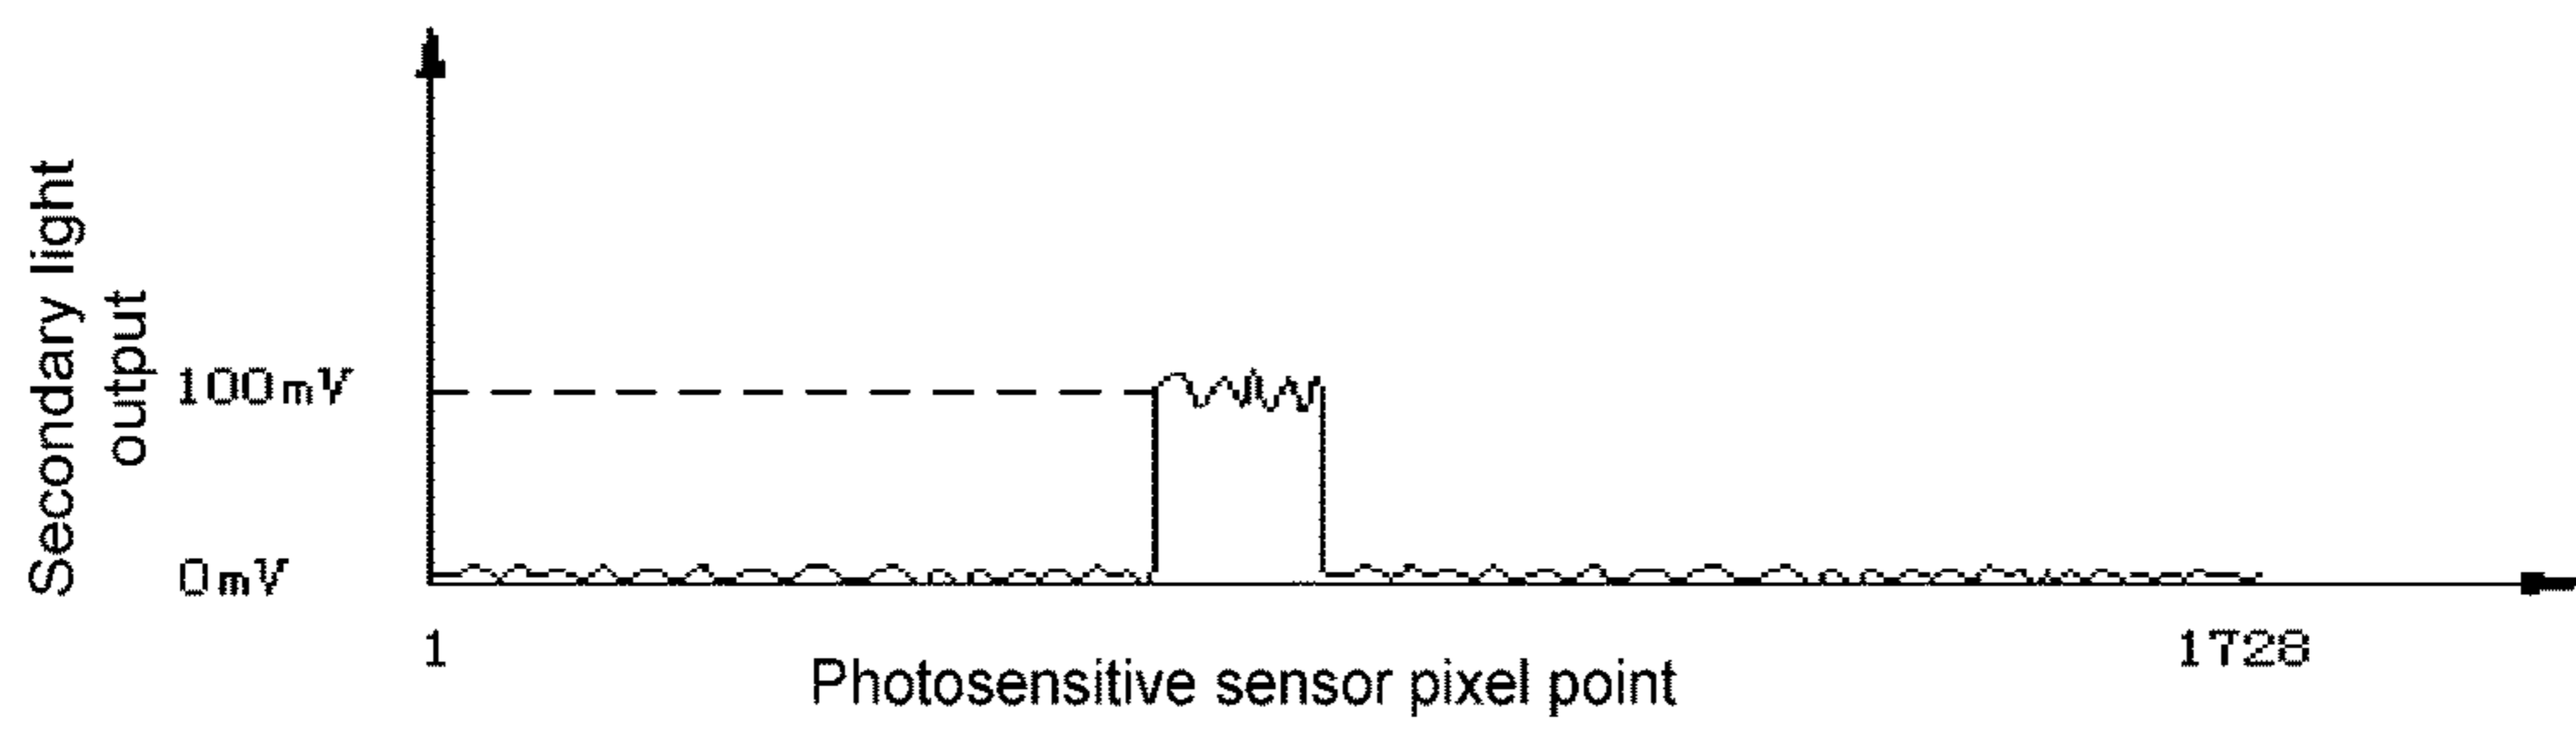 Secondary light
output
100mV
0mV
1
1728
Photosensitive sensor pixel point